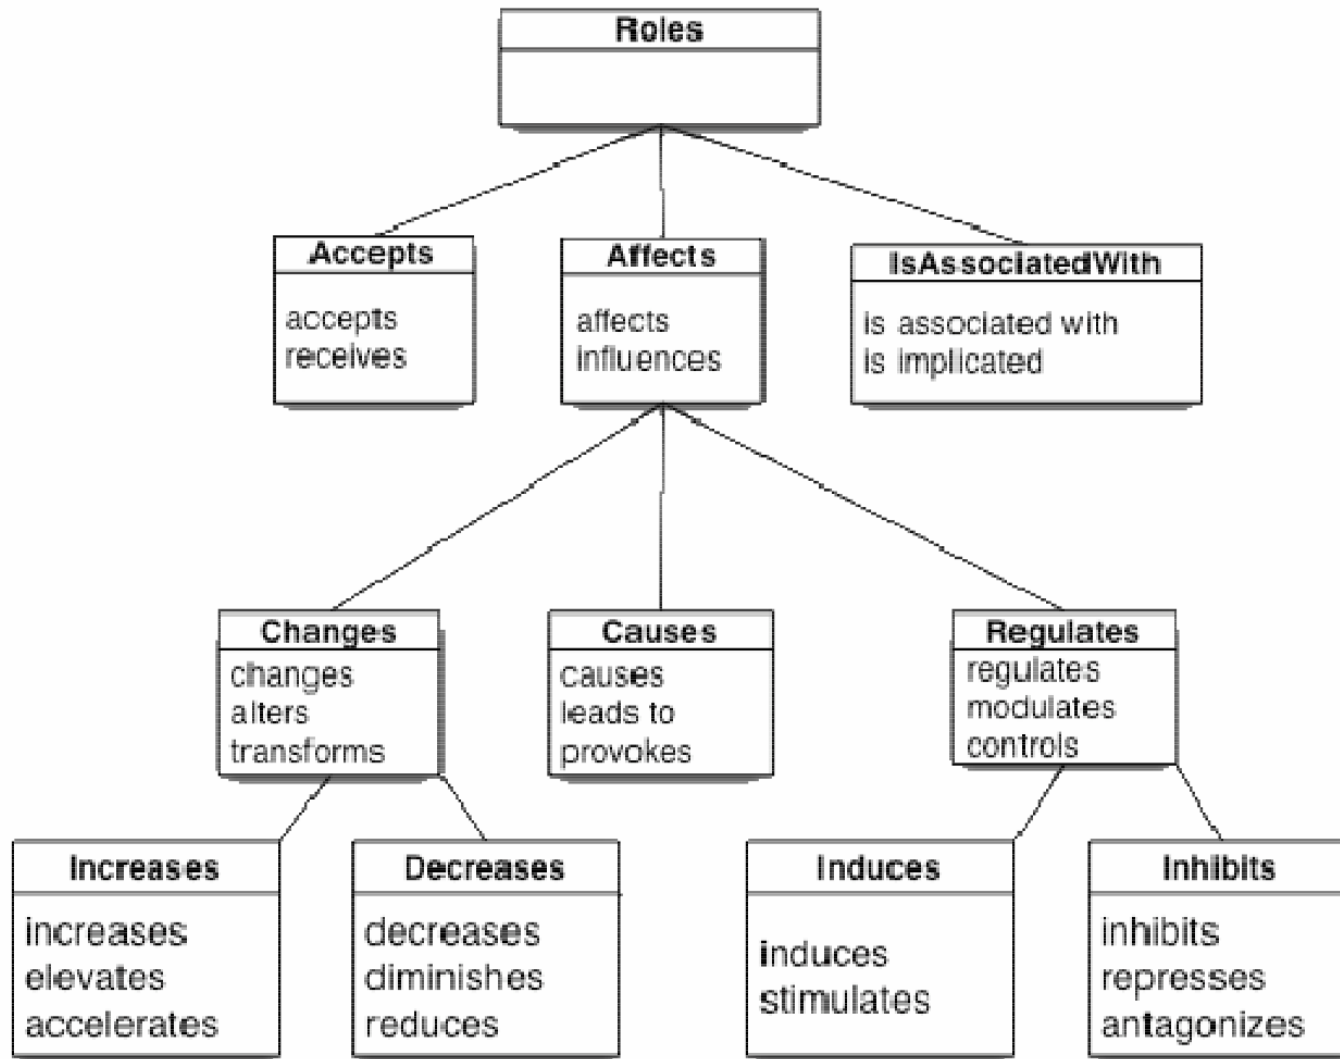 Roles
Accepts
accepts
receives
Affects
affects
influences
IsAssociatedWith
is associated with
is implicated
Changes
changes
alters
transforms
Causes
causes
leads to
provokes
Regulates
regulates
modulates
controls
Increases
increases
elevates
accelerates
Decreases
decreases
diminishes
reduces
Induces
induces
stimulates
Inhibits
inhibits
represses
antagonizes